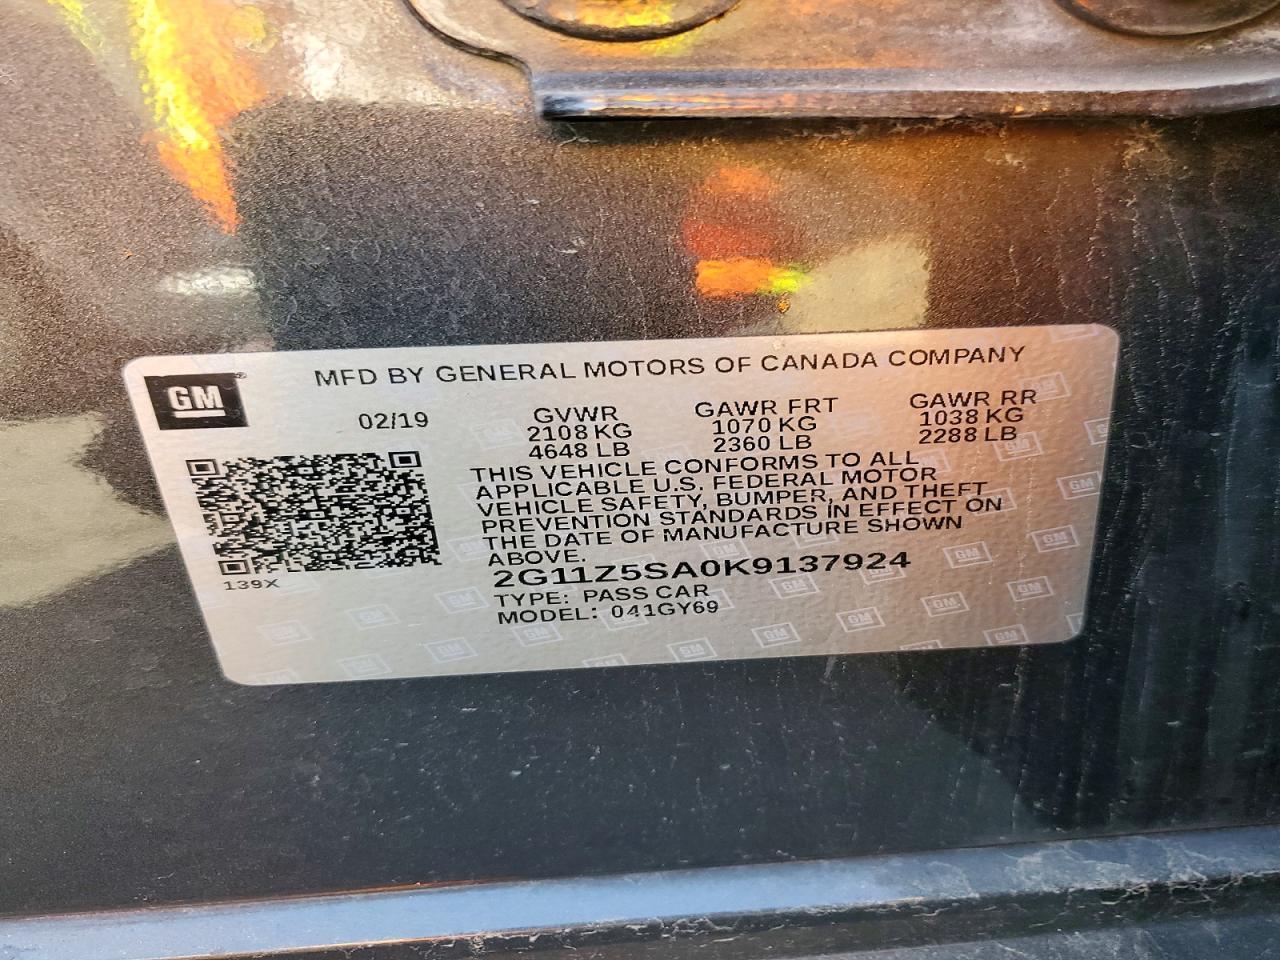 GM
MFD BY GENERAL MOTORS OF CANADA COMPANY
02/19
GVWR GAWR FRT GAWR RR
2108 KG 1070 KG 1038 KG
4648 LB 2360 LB 2288 LB
THIS VEHICLE CONFORMS TO ALL
APPLICABLE U.S. FEDERAL MOTOR
VEHICLE SAFETY, BUMPER, AND THEFT
PREVENTION STANDARDS IN EFFECT ON
THE DATE OF MANUFACTURE SHOWN
ABOVE.
139X
2G11Z5SA0K9137924
TYPE: PASS CAR
MODEL: 041GY69